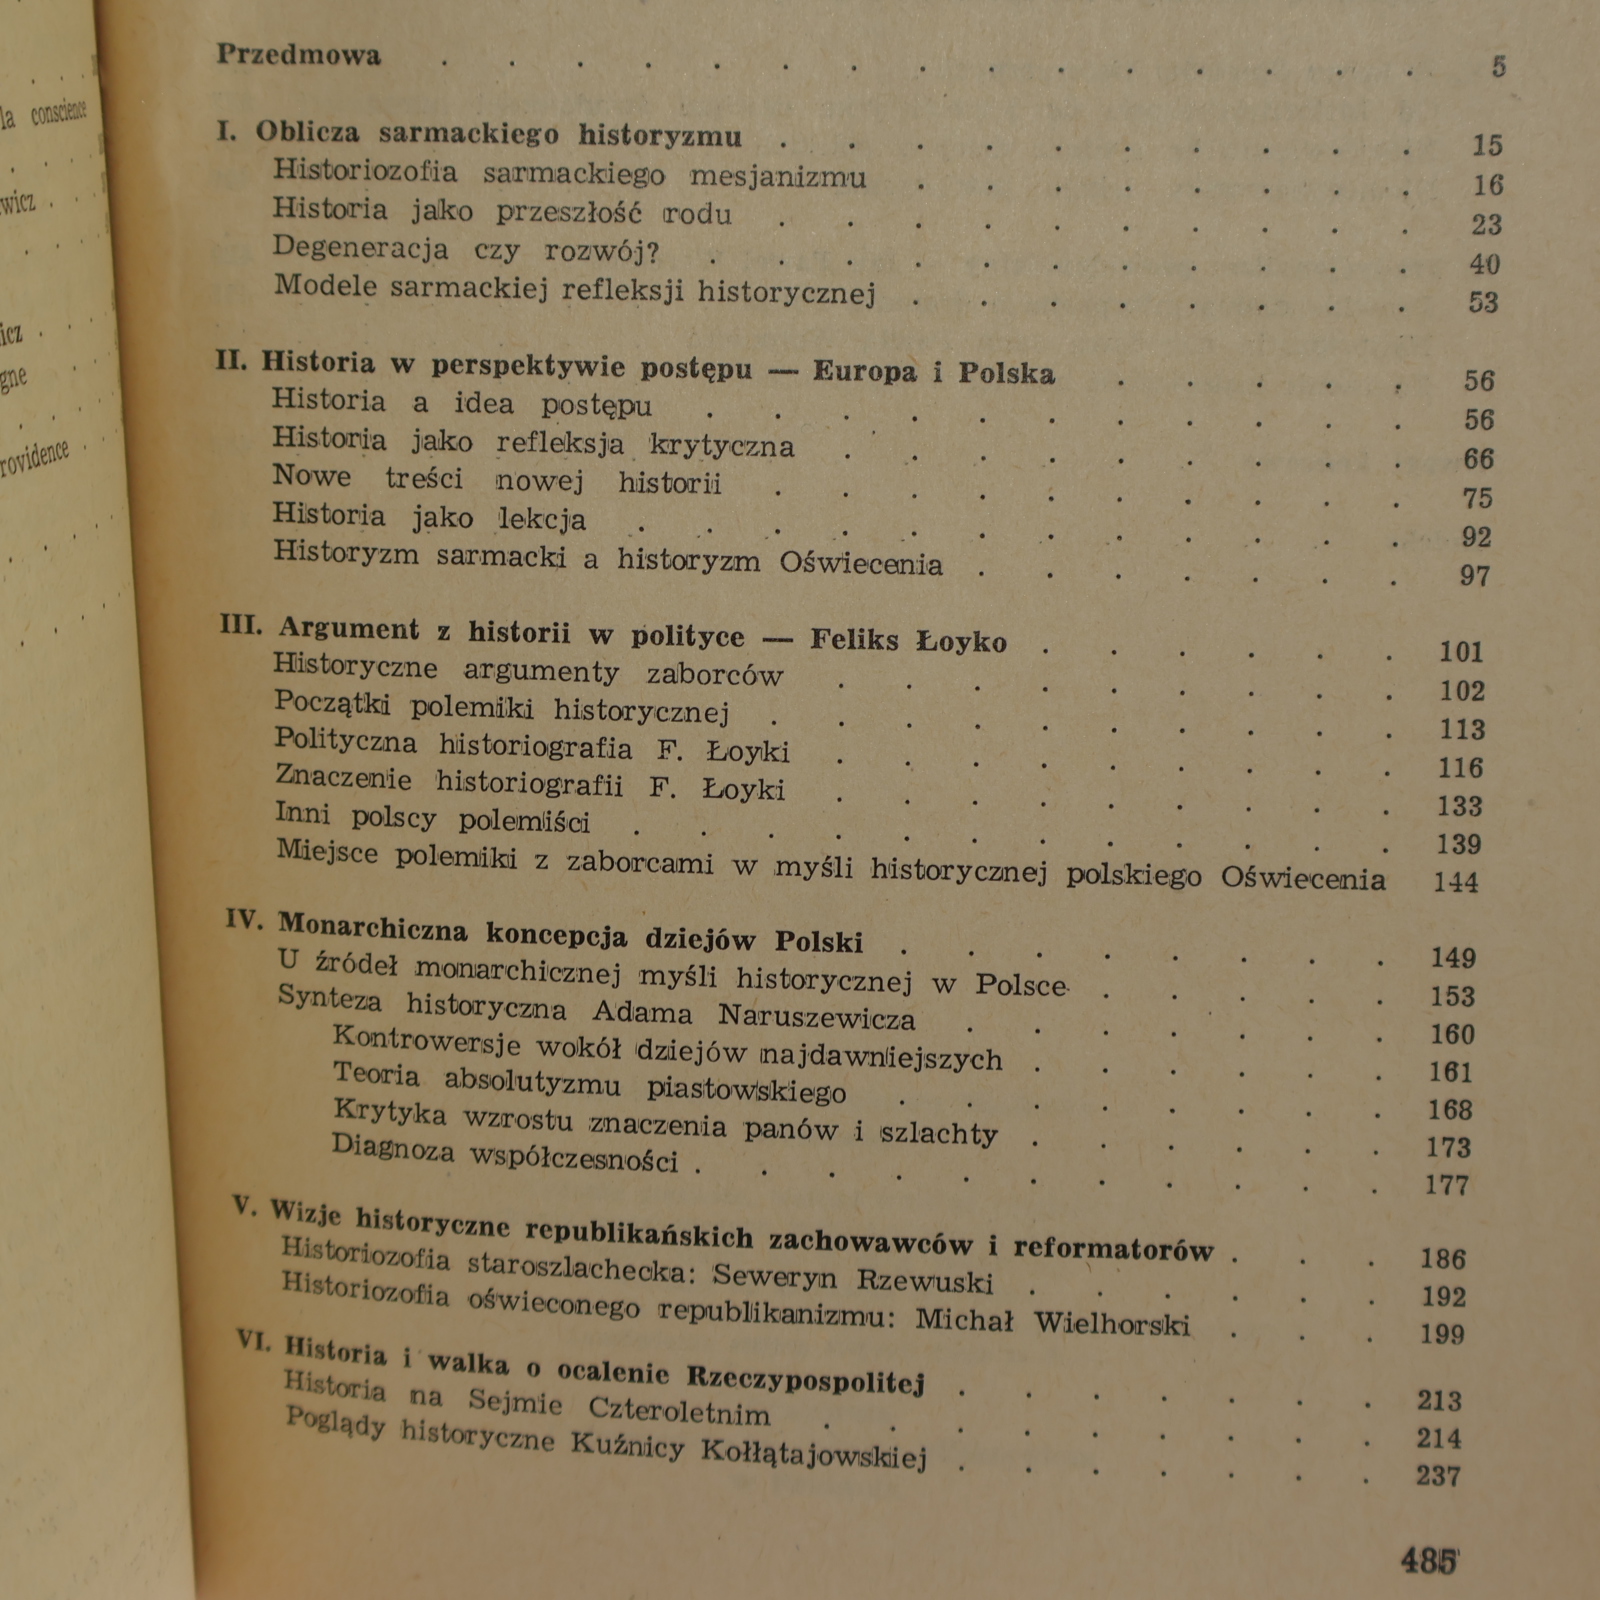 la conscience
wicz .
icz .
gne
rovidence
Przedmowa . . . . . . . . . . . . . . . 5
I. Oblicza sarmackiego historyzmu . . . . . . . . . . 15
Historiozofia sarmackiego mesjanizmu . . . . . . . . 16
Historia jako przeszłość rodu . . . . . . . . . . 23
Degeneracja czy rozwój? . . . . . . . . . . . 40
Modele sarmackiej refleksji historycznej . . . . . . . . 53
II. Historia w perspektywie postępu — Europa i Polska . . . . . 56
Historia a idea postępu . . . . . . . . . . . 56
Historia jako refleksja krytyczna . . . . . . . . . 66
Nowe treści nowej historii . . . . . . . . . . 75
Historia jako lekcja . . . . . . . . . . . . 92
Historyzm sarmacki a historyzm Oświecenia . . . . . . . 97
III. Argument z historii w polityce — Feliks Łoyko . . . . . . 101
Historyczne argumenty zaborców . . . . . . . . . 102
Początki polemiki historycznej . . . . . . . . . . 113
Polityczna historiografia F. Łoyki . . . . . . . . . 116
Znaczenie historiografii F. Łoyki . . . . . . . . . 133
Inni polscy polemiści . . . . . . . . . . . . 139
Miejsce polemiki z zaborcami w myśli historycznej polskiego Oświecenia 144
IV. Monarchiczna koncepcja dziejów Polski . . . . . . . . 149
U źródeł monarchicznej myśli historycznej w Polsce . . . . . 153
Synteza historyczna Adama Naruszewicza . . . . . . . 160
Kontrowersje wokół dziejów najdawniejszych . . . . . . 161
Teoria absolutyzmu piastowskiego . . . . . . . . 168
Krytyka wzrostu znaczenia panów i szlachty . . . . . . 173
Diagnoza współczesności . . . . . . . . . . . 177
V. Wizje historyczne republikańskich zachowawców i reformatorów . . . 186
Historiozofia staroszlachecka: Seweryn Rzewuski . . . . . . 192
Historiozofia oświeconego republikanizmu: Michał Wielhorski . . . 199
VI. Historia i walka o ocalenie Rzeczypospolitej . . . . . . . 213
Historia na Sejmie Czteroletnim . . . . . . . . . 214
Poglądy historyczne Kuźnicy Kołłątajowskiej . . . . . . . 237
485